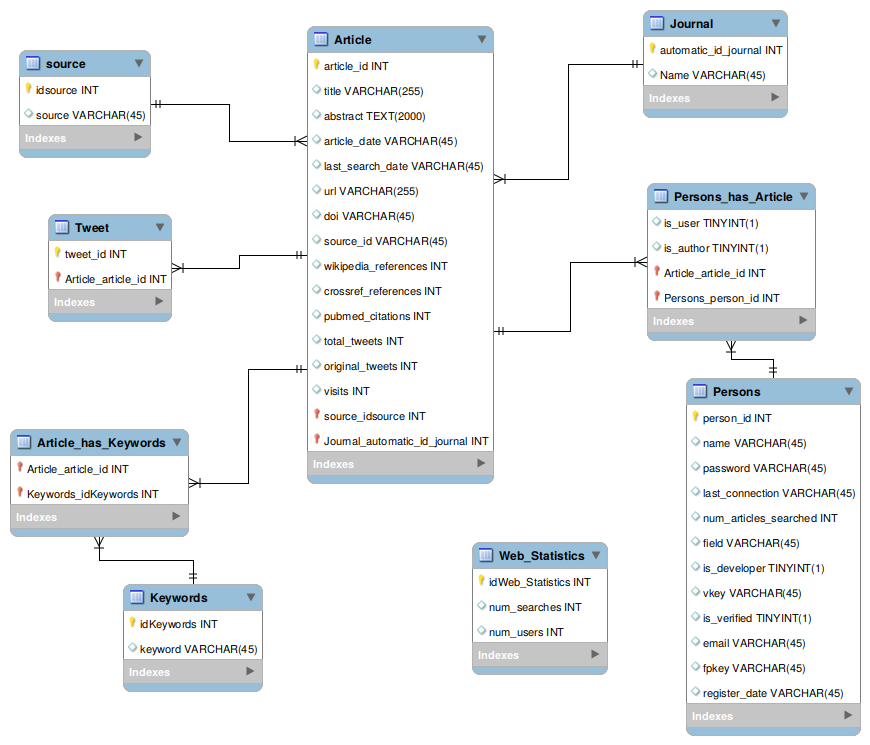 source
idsource INT
source VARCHAR(45)
Indexes
Article
article_id INT
title VARCHAR(255)
abstract TEXT(2000)
article_date VARCHAR(45)
last_search_date VARCHAR(45)
url VARCHAR(255)
doi VARCHAR(45)
source_id VARCHAR(45)
wikipedia_references INT
crossref_references INT
pubmed_citations INT
total_tweets INT
original_tweets INT
visits INT
source_idsource INT
Journal_automatic_id_journal INT
Indexes
Journal
automatic_id_journal INT
Name VARCHAR(45)
Indexes
Tweet
tweet_id INT
Article_article_id INT
Indexes
Persons_has_Article
is_user TINYINT(1)
is_author TINYINT(1)
Article_article_id INT
Persons_person_id INT
Indexes
Article_has_Keywords
Article_article_id INT
Keywords_idKeywords INT
Indexes
Keywords
idKeywords INT
keyword VARCHAR(45)
Indexes
Web_Statistics
idWeb_Statistics INT
num_searches INT
num_users INT
Indexes
Persons
person_id INT
name VARCHAR(45)
password VARCHAR(45)
last_connection VARCHAR(45)
num_articles_searched INT
field VARCHAR(45)
is_developer TINYINT(1)
vkey VARCHAR(45)
is_verified TINYINT(1)
email VARCHAR(45)
fpkey VARCHAR(45)
register_date VARCHAR(45)
Indexes